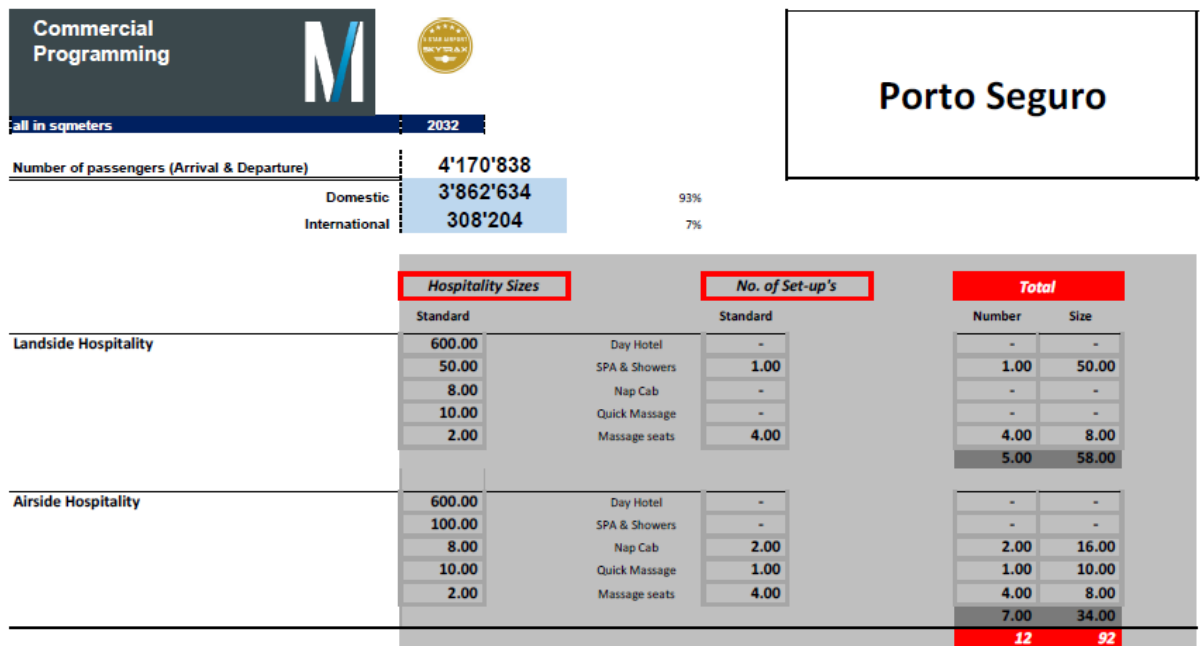 Commercial
Programming
5 STAR AIRPORT
SKYTRAX
Porto Seguro
all in sqmeters 2032
Number of passengers (Arrival & Departure) 4'170'838
Domestic 3'862'634 93%
International 308'204 7%
Hospitality Sizes No. of Set-up's Total
Standard Standard Number Size
Landside Hospitality 600.00 Day Hotel - - -
50.00 SPA & Showers 1.00 1.00 50.00
8.00 Nap Cab - - -
10.00 Quick Massage - - -
2.00 Massage seats 4.00 4.00 8.00
5.00 58.00
Airside Hospitality 600.00 Day Hotel - - -
100.00 SPA & Showers - - -
8.00 Nap Cab 2.00 2.00 16.00
10.00 Quick Massage 1.00 1.00 10.00
2.00 Massage seats 4.00 4.00 8.00
7.00 34.00
12 92